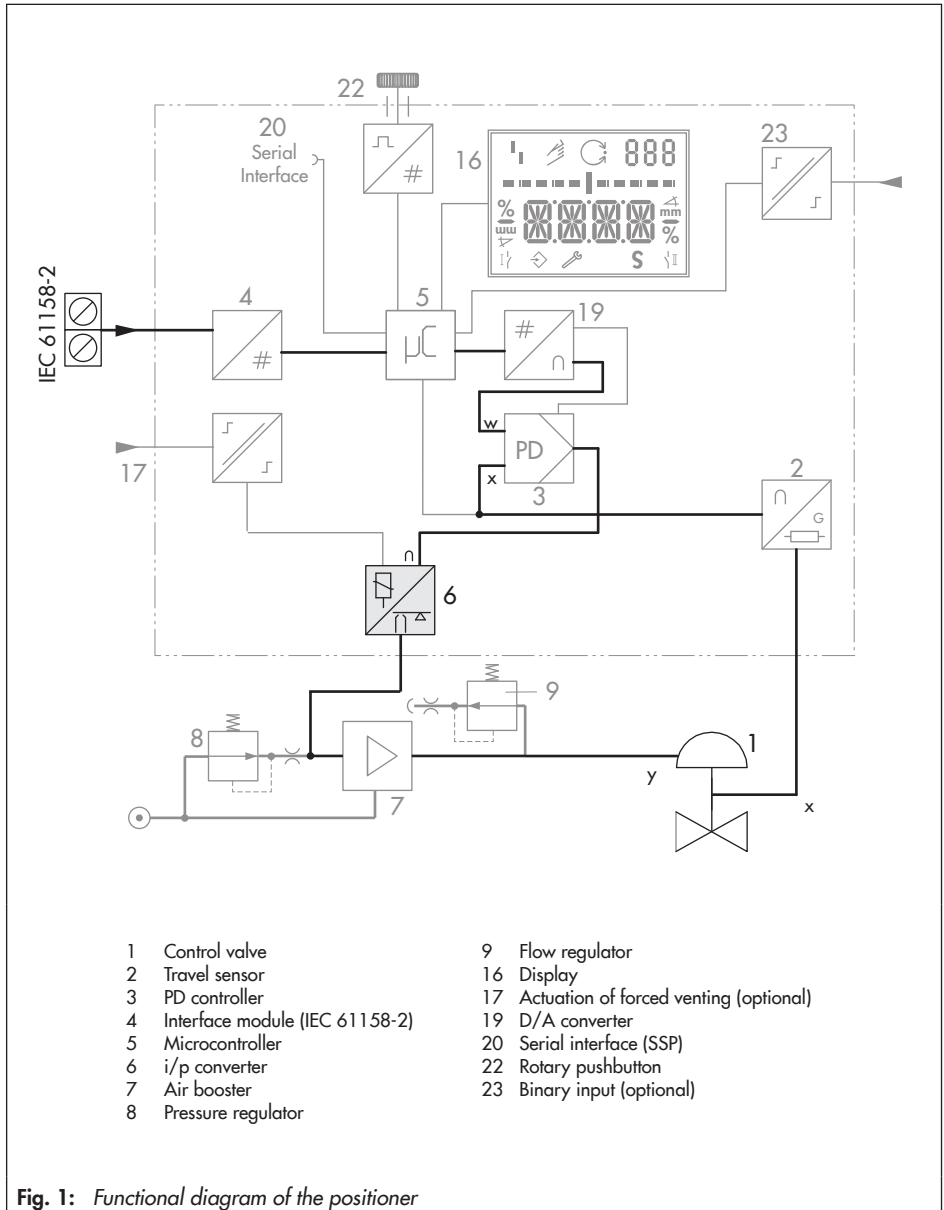 22
20
Serial
Interface
16
888
%
mm
%
mm
%
S
I
II
23
IEC 61158-2
4
#
#
5
µC
#
19
w
PD
x
3
17
2
G
6
9
8
7
y
1
x
1 Control valve
2 Travel sensor
3 PD controller
4 Interface module (IEC 61158-2)
5 Microcontroller
6 i/p converter
7 Air booster
8 Pressure regulator
9 Flow regulator
16 Display
17 Actuation of forced venting (optional)
19 D/A converter
20 Serial interface (SSP)
22 Rotary pushbutton
23 Binary input (optional)
Fig. 1: Functional diagram of the positioner